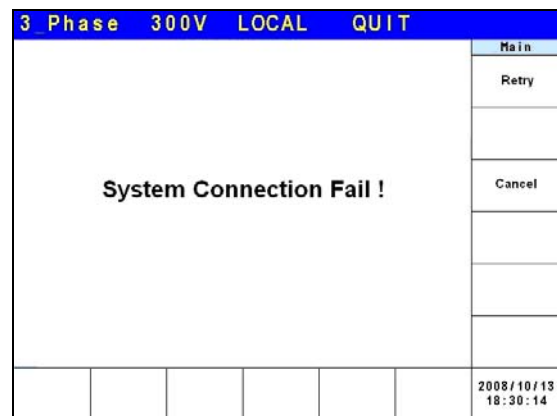 3_Phase 300V LOCAL QUIT
Main
Retry
Cancel
System Connection Fail !
2008/10/13
18:30:14